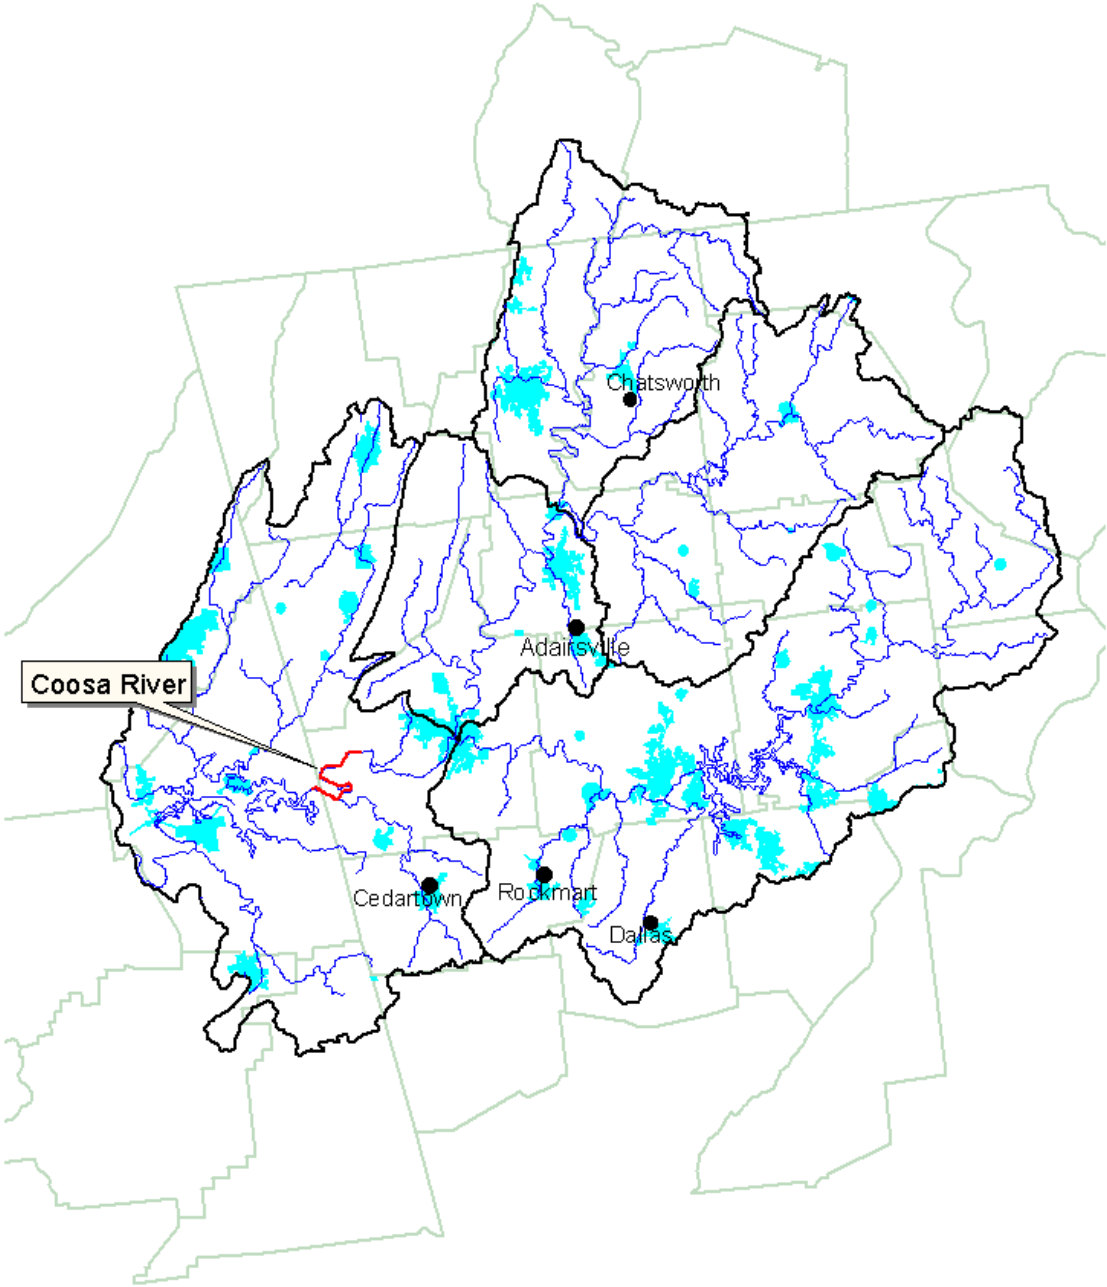 Chatsworth
Adairsville
Coosa River
Cedartown
Rockmart
Dallas